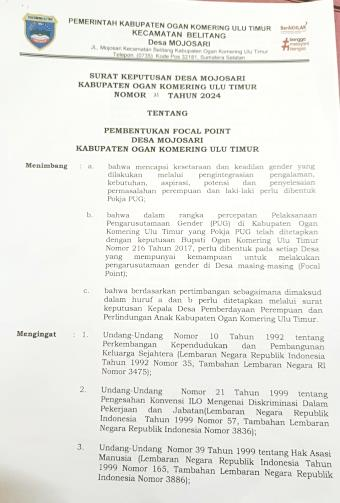 PEMERINTAH KABUPATEN OGAN KOMERING ULU TIMUR
KECAMATAN BELITANG
Desa MOJOSARI
JL. Mojosari Kecamatan Belitang Kabupaten Ogan Komering Ulu Timur
Telepon (0735) Kode Pos 32181, Sumatera Selatan
BerAKHLAK
bangga
melayani
bangsa
SURAT KEPUTUSAN DESA MOJOSARI
KABUPATEN OGAN KOMERING ULU TIMUR
NOMOR TAHUN 2024
TENTANG
PEMBENTUKAN FOCAL POINT
DESA MOJOSARI
KABUPATEN OGAN KOMERING ULU TIMUR
Menimbang : a. bahwa mencapsi kesetaraan dan keadilan gender yang
dilakukan melalui pengintegrasian pengalaman,
kebutuhan, aspirasi, potensi dan penyelesaian
permasalahan perempuan dan laki-laki perlu dibentuk
Pokja PUG;
b. bahwa dalam rangka percepatan Pelaksanaan
Pengarusutamaan Gender (PUG) di Kabupaten Ogan
Komering Ulu Timur yang Pokja PUG telah ditetapkan
dengan keputusan Bupati Ogan Komering Ulu Timur
Nomor 216 Tahun 2017, perlu dibentuk pada setiap Desa
yang mempunyai kemampuan untuk melakukan
pengarusutamaan gender di Desa masing-masing (Focal
Point);
c. bahwa berdasarkan pertimbangan sebagaimana dimaksud
dalam huruf a dan b perlu ditetapkan melalui surat
keputusan Kepala Desa Pemberdayaan Perempuan dan
Perlindungan Anak Kabupaten Ogan Komering Ulu Timur.
Mengingat : 1. Undang-Undang Nomor 10 Tahun 1992 tentang
Perkembangan Kependudukan dan Pembangunan
Keluarga Sejahtera (Lembaran Negara Republik Indonesia
Tahun 1992 Nomor 35, Tambahan Lembaran Negara RI
Nomor 3475);
2. Undang-Undang Nomor 21 Tahun 1999 tentang
Pengesahan Konvensi ILO Mengenai Diskriminasi Dalam
Pekerjaan dan Jabatan(Lembaran Negara Republik
Indonesia Tahun 1999 Nomor 57, Tambahan Lembaran
Negara Republik Indonesia Nomor 3836);
3. Undang-Undang Nomor 39 Tahun 1999 tentang Hak Asasi
Manusia (Lembaran Negara Republik Indonesia Tahun
1999 Nomor 165, Tambahan Lembaran Negara Republik
Indonesia Nomor 3886);